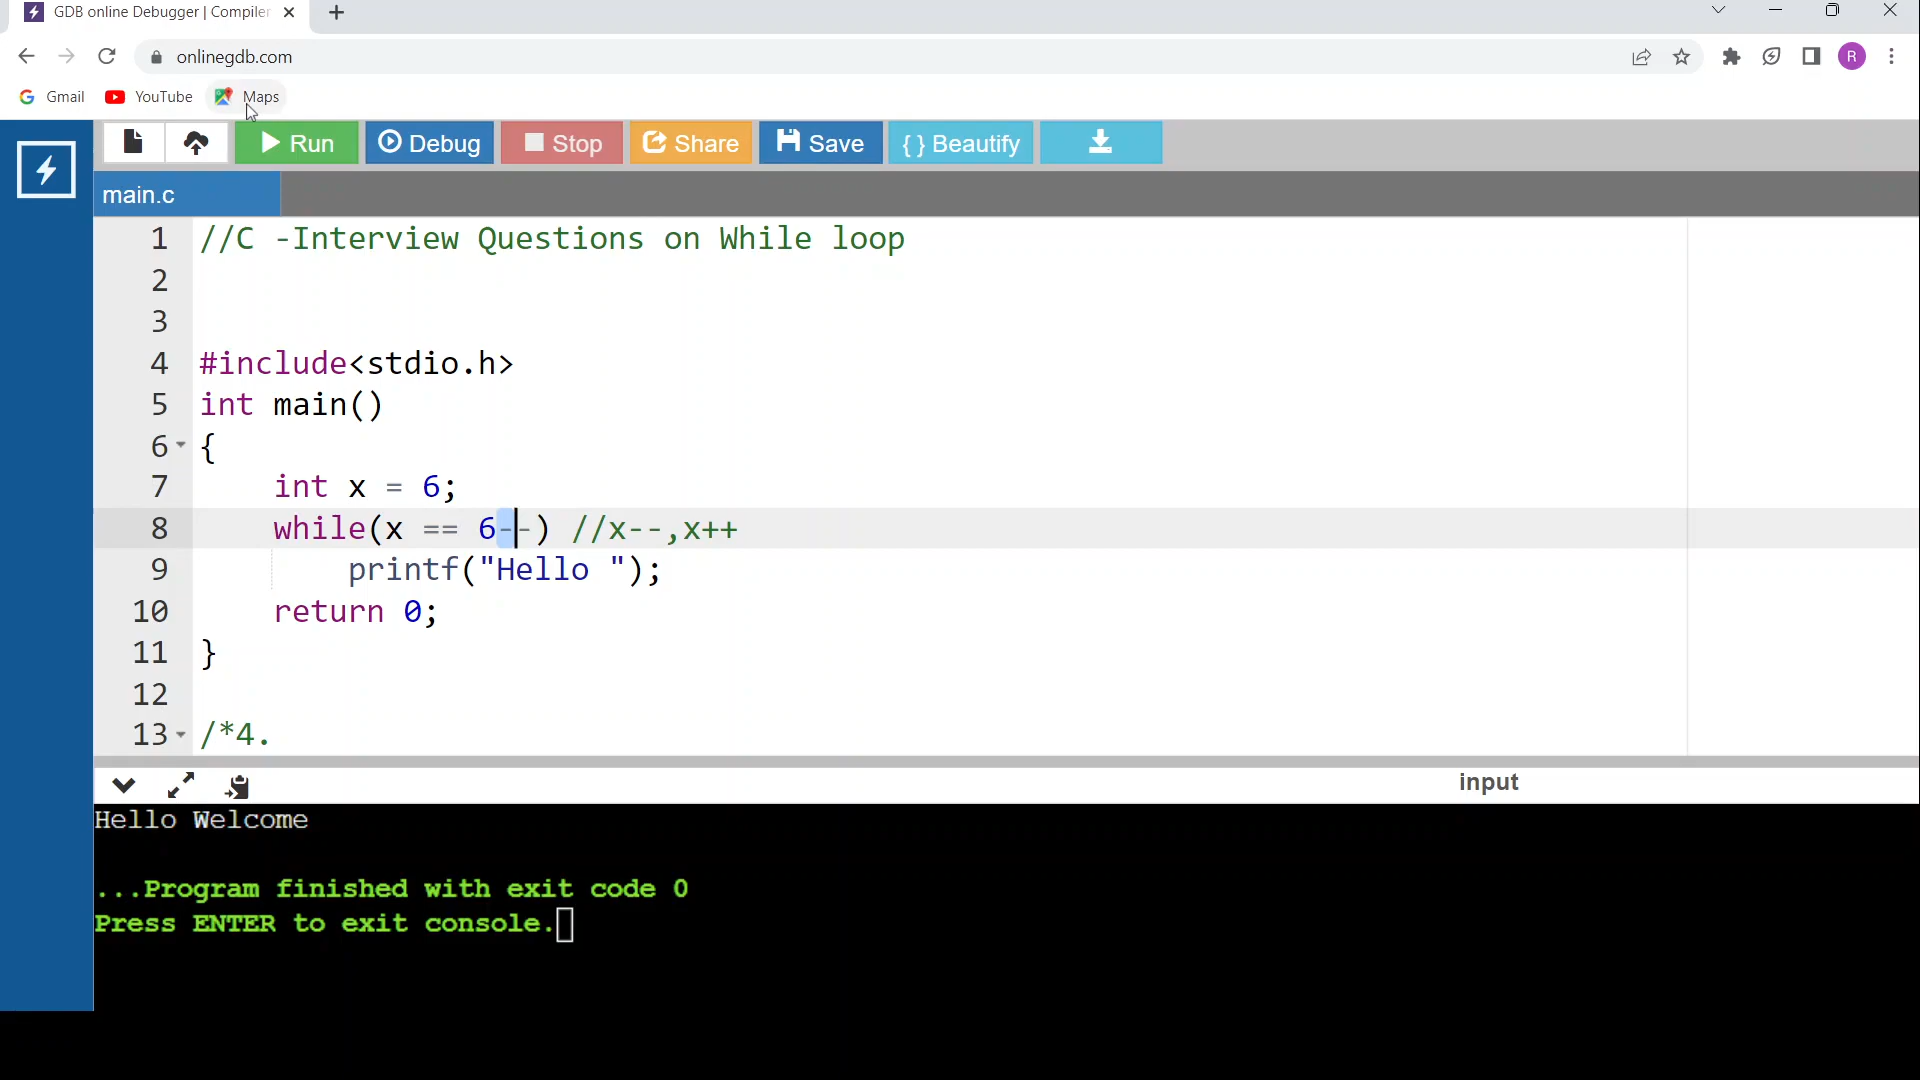 GDB online Debugger | Compiler
onlinegdb.com
R
Gmail YouTube Maps
Run Debug Stop Share Save { } Beautify
main.c
1 //C -Interview Questions on While loop
2
3
4 #include<stdio.h>
5 int main()
6 {
7 int x = 6;
8 while(x == 6--) //x--,x++
9 printf("Hello ");
10 return 0;
11 }
12
13 /*4.
input
Hello Welcome
...Program finished with exit code 0
Press ENTER to exit console.